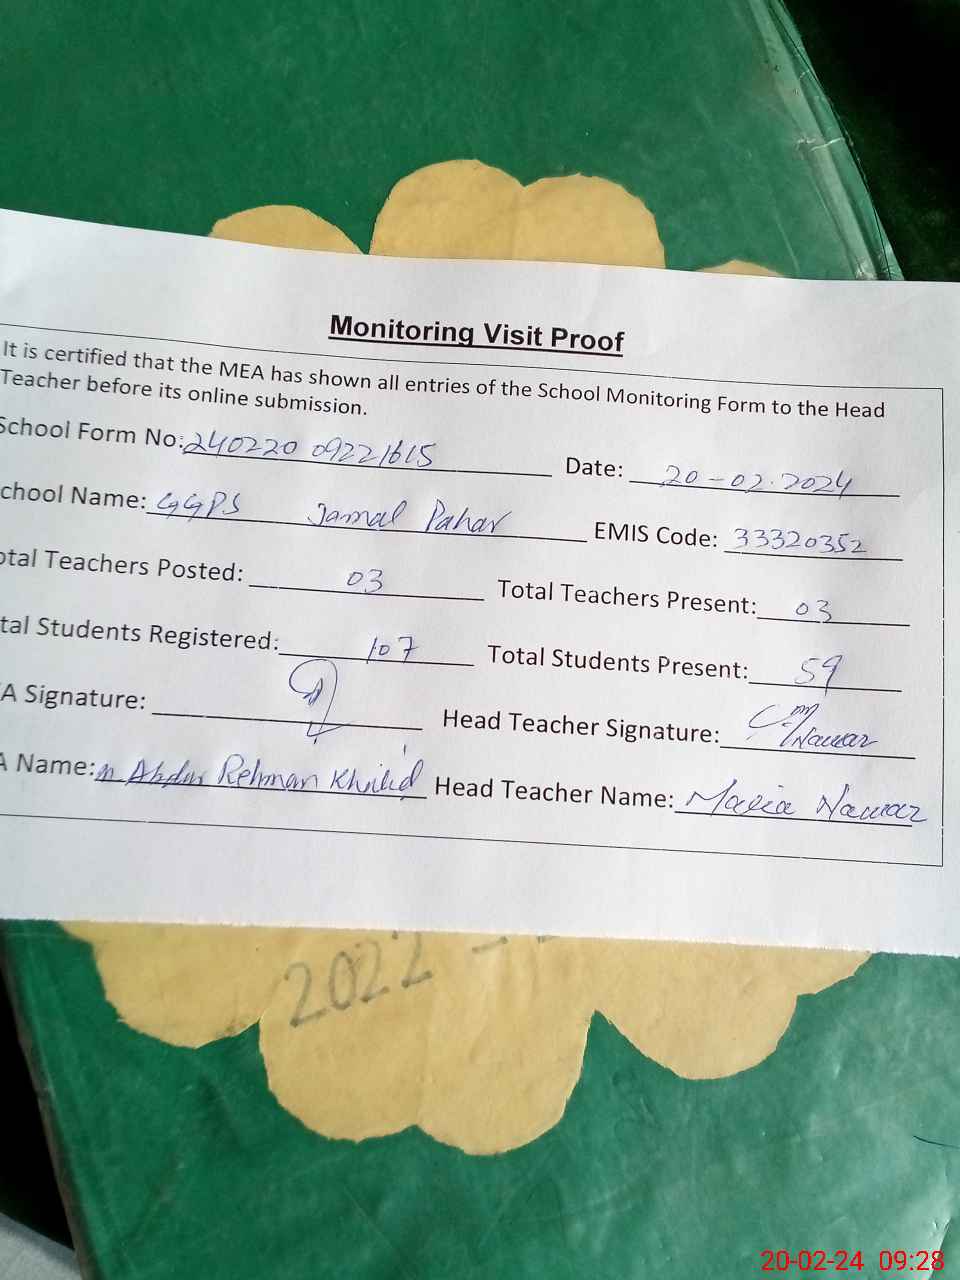 Monitoring Visit Proof
It is certified that the MEA has shown all entries of the School Monitoring Form to the Head
Teacher before its online submission.
School Form No: 240220 09221615 Date: 20-02.2024
chool Name: GGPS Jamal Pahar EMIS Code: 33320352
otal Teachers Posted: 03 Total Teachers Present: 03
tal Students Registered: 107 Total Students Present: 59
A Signature: Head Teacher Signature: Nawaz
A Name: M Abdur Rehman Khalid Head Teacher Name: Maria Nawaz
2022 -
20-02-24 09:28